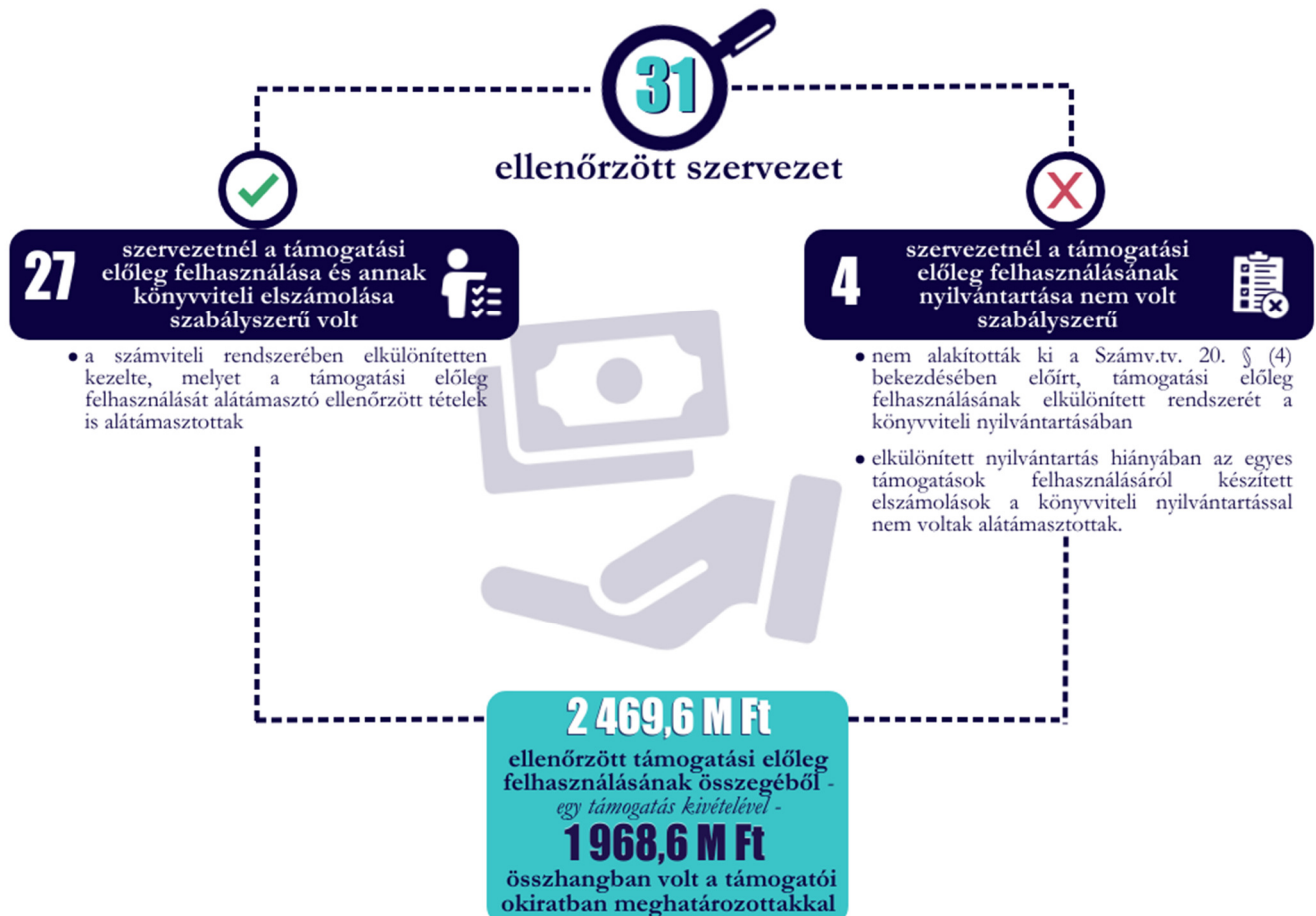 31
ellenőrzött szervezet
27
szervezetnél a támogatási
előleg felhasználása és annak
könyvviteli elszámolása
szabályszerű volt
• a számviteli rendszerében elkülönítetten
kezelte, melyet a támogatási előleg
felhasználását alátámasztó ellenőrzött tételek
is alátámasztottak
4
szervezetnél a támogatási
előleg felhasználásának
nyilvántartása nem volt
szabályszerű
• nem alakították ki a Számv.tv. 20. § (4)
bekezdésében előírt, támogatási előleg
felhasználásának elkülönített rendszerét a
könyvviteli nyilvántartásában
• elkülönített nyilvántartás hiányában az egyes
támogatások felhasználásáról készített
elszámolások a könyvviteli nyilvántartással
nem voltak alátámasztottak.
2 469,6 M Ft
ellenőrzött támogatási előleg
felhasználásának összegéből -
egy támogatás kivételével -
1 968,6 M Ft
összhangban volt a támogatói
okiratban meghatározottakkal